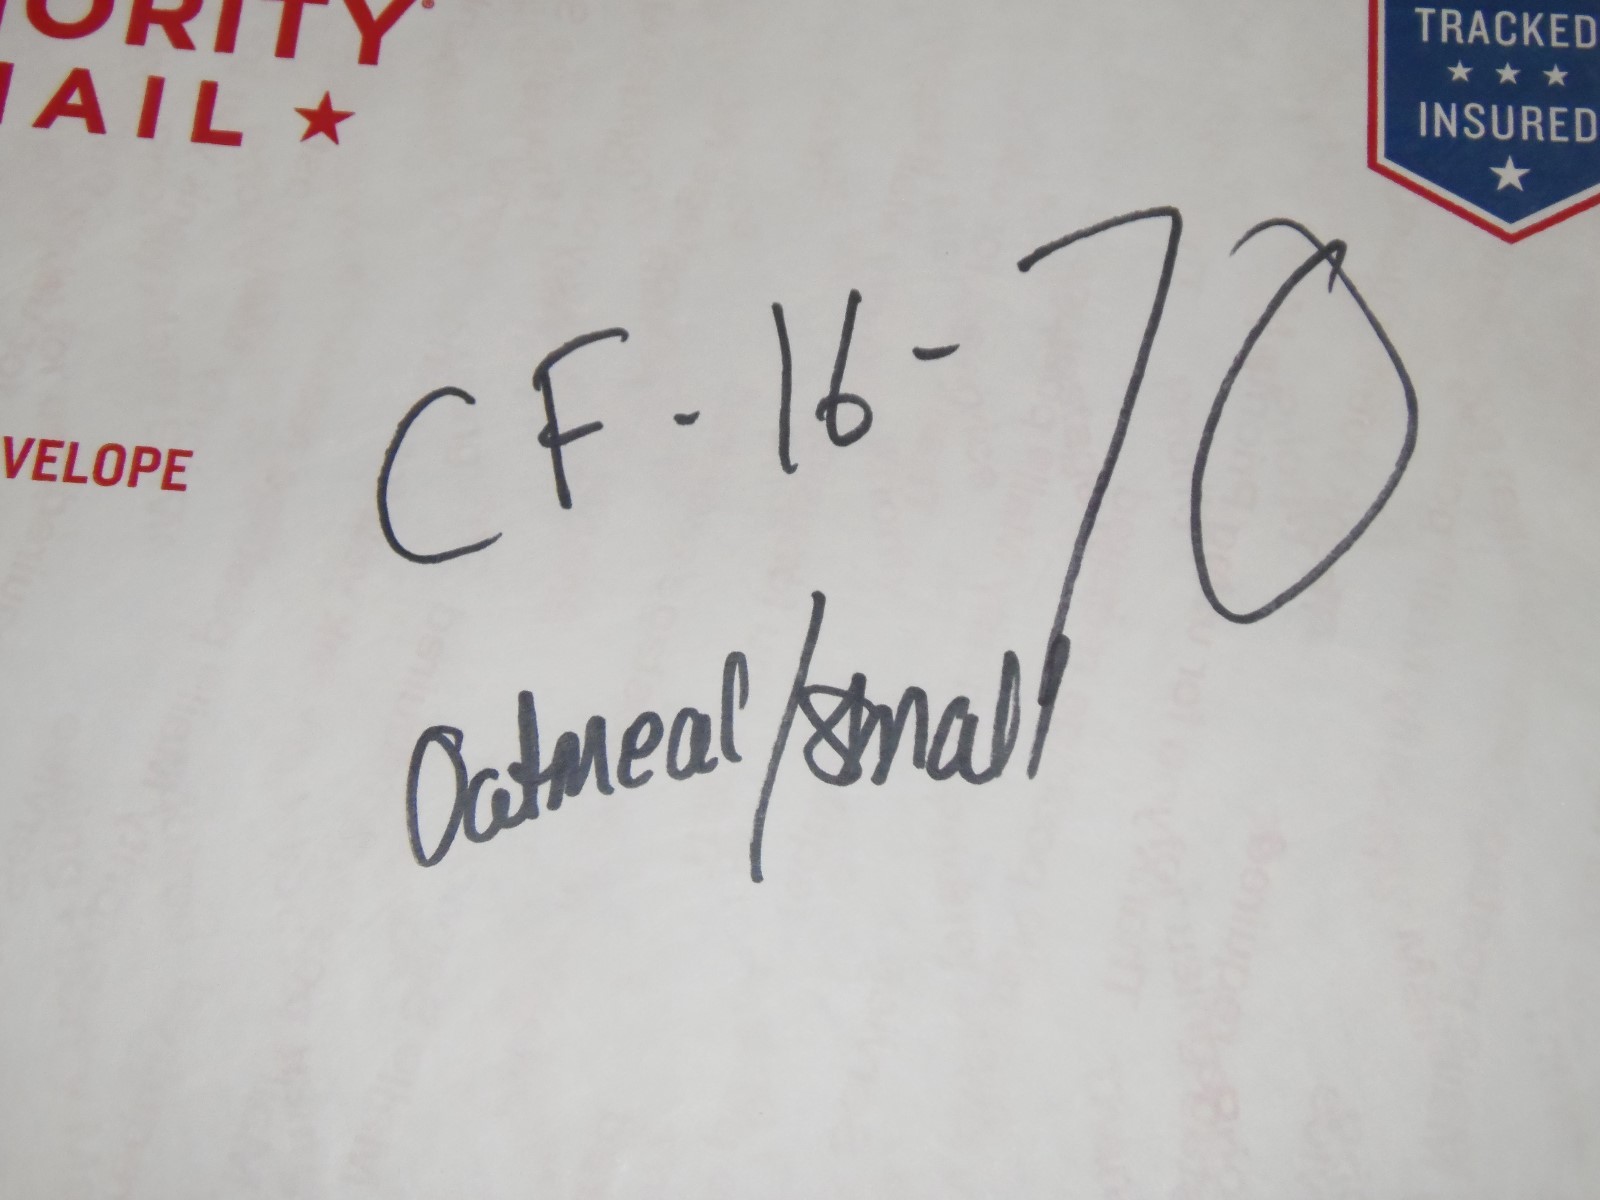 ORITY
AIL
TRACKED
INSURED
VELOPE
CF-16-70
Oatmeal/small